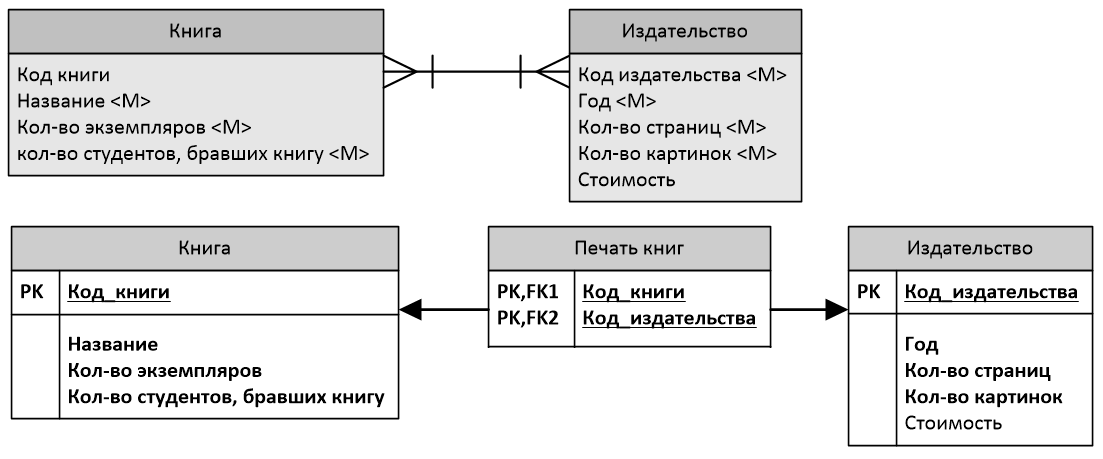 Книга
Код книги
Название <M>
Кол-во экземпляров <M>
кол-во студентов, бравших книгу <M>
Издательство
Код издательства <M>
Год <M>
Кол-во страниц <M>
Кол-во картинок <M>
Стоимость
Книга
PK Код_книги
Название
Кол-во экземпляров
Кол-во студентов, бравших книгу
Печать книг
PK,FK1 Код_книги
PK,FK2 Код_издательства
Издательство
PK Код_издательства
Год
Кол-во страниц
Кол-во картинок
Стоимость